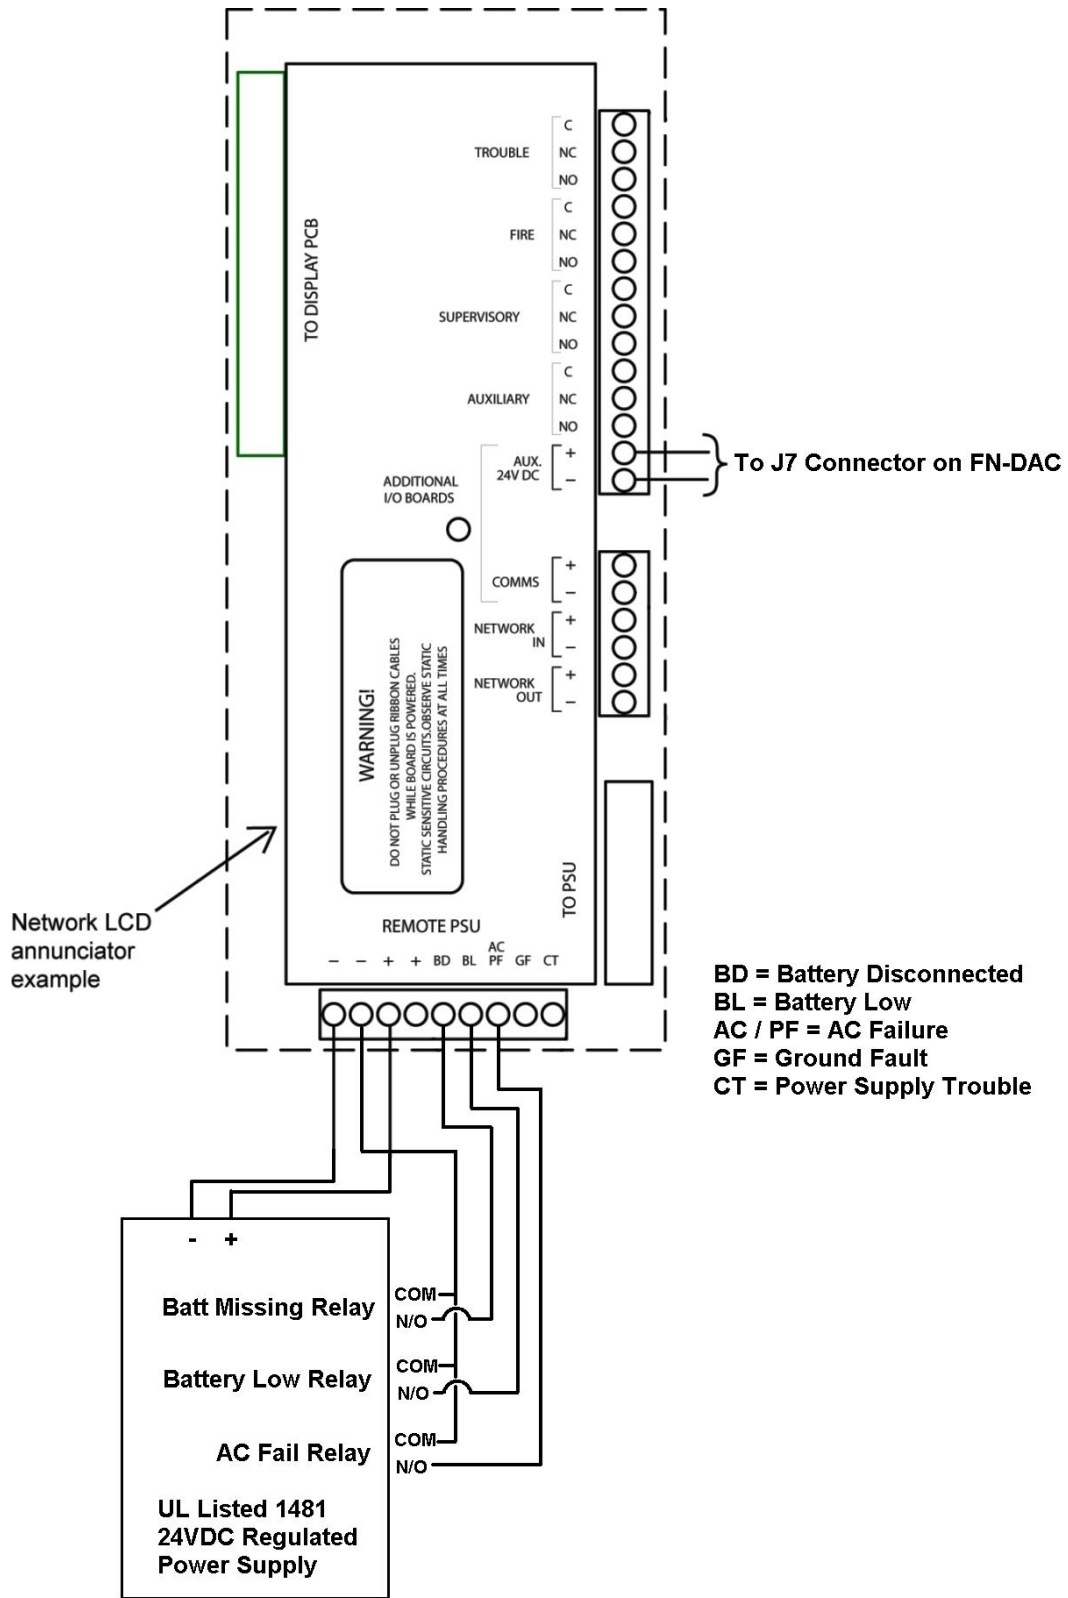 C
TROUBLE NC
NO
C
FIRE NC
NO
C
SUPERVISORY NC
NO
C
AUXILIARY NC
NO
TO DISPLAY PCB
AUX.
24V DC
+
−
To J7 Connector on FN-DAC
ADDITIONAL
I/O BOARDS
COMMS
+
−
NETWORK
IN
+
−
NETWORK
OUT
+
−
WARNING!
DO NOT PLUG OR UNPLUG RIBBON CABLES
WHILE BOARD IS POWERED.
STATIC SENSITIVE CIRCUITS.OBSERVE STATIC
HANDLING PROCEDURES AT ALL TIMES
TO PSU
REMOTE PSU
− − + + BD BL AC PF GF CT
Network LCD
annunciator
example
BD = Battery Disconnected
BL = Battery Low
AC / PF = AC Failure
GF = Ground Fault
CT = Power Supply Trouble
- +
Batt Missing Relay
COM
N/O
Battery Low Relay
COM
N/O
AC Fail Relay
COM
N/O
UL Listed 1481
24VDC Regulated
Power Supply